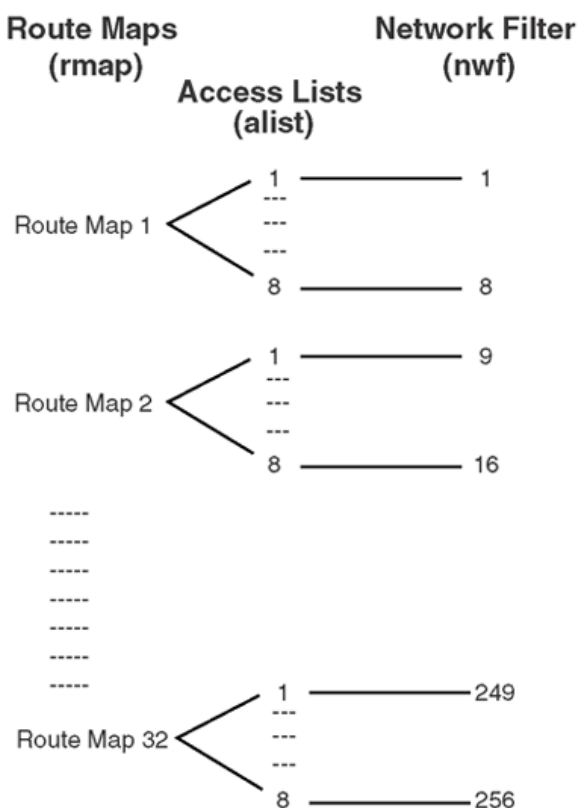 Route Maps
(rmap)
Access Lists
(alist)
Network Filter
(nwf)
Route Map 1
1 1
---
---
---
8 8
Route Map 2
1 9
---
---
---
8 16
-----
-----
-----
-----
-----
-----
-----
Route Map 32
1 249
---
---
---
8 256